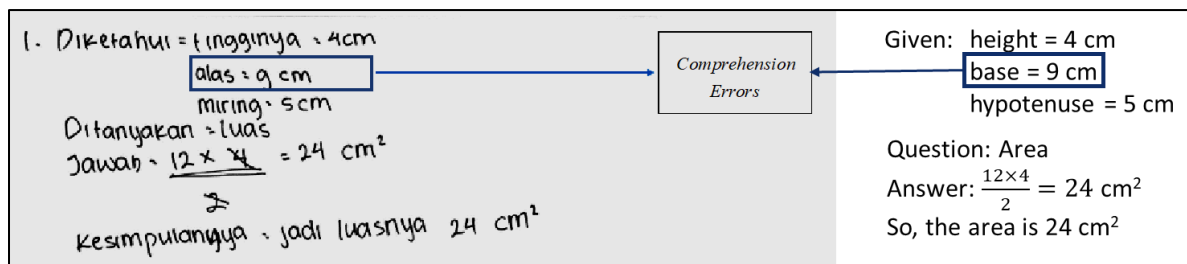 1. Diketahui = tingginya = 4cm
alas = 9 cm
miring = 5cm
Ditanyakan = luas
Jawab = 12 × 4 / 2 = 24 cm²
Kesimpulannya = jadi luasnya 24 cm²
Comprehension
Errors
Given: height = 4 cm
base = 9 cm
hypotenuse = 5 cm
Question: Area
Answer: 12×4 / 2 = 24 cm²
So, the area is 24 cm²